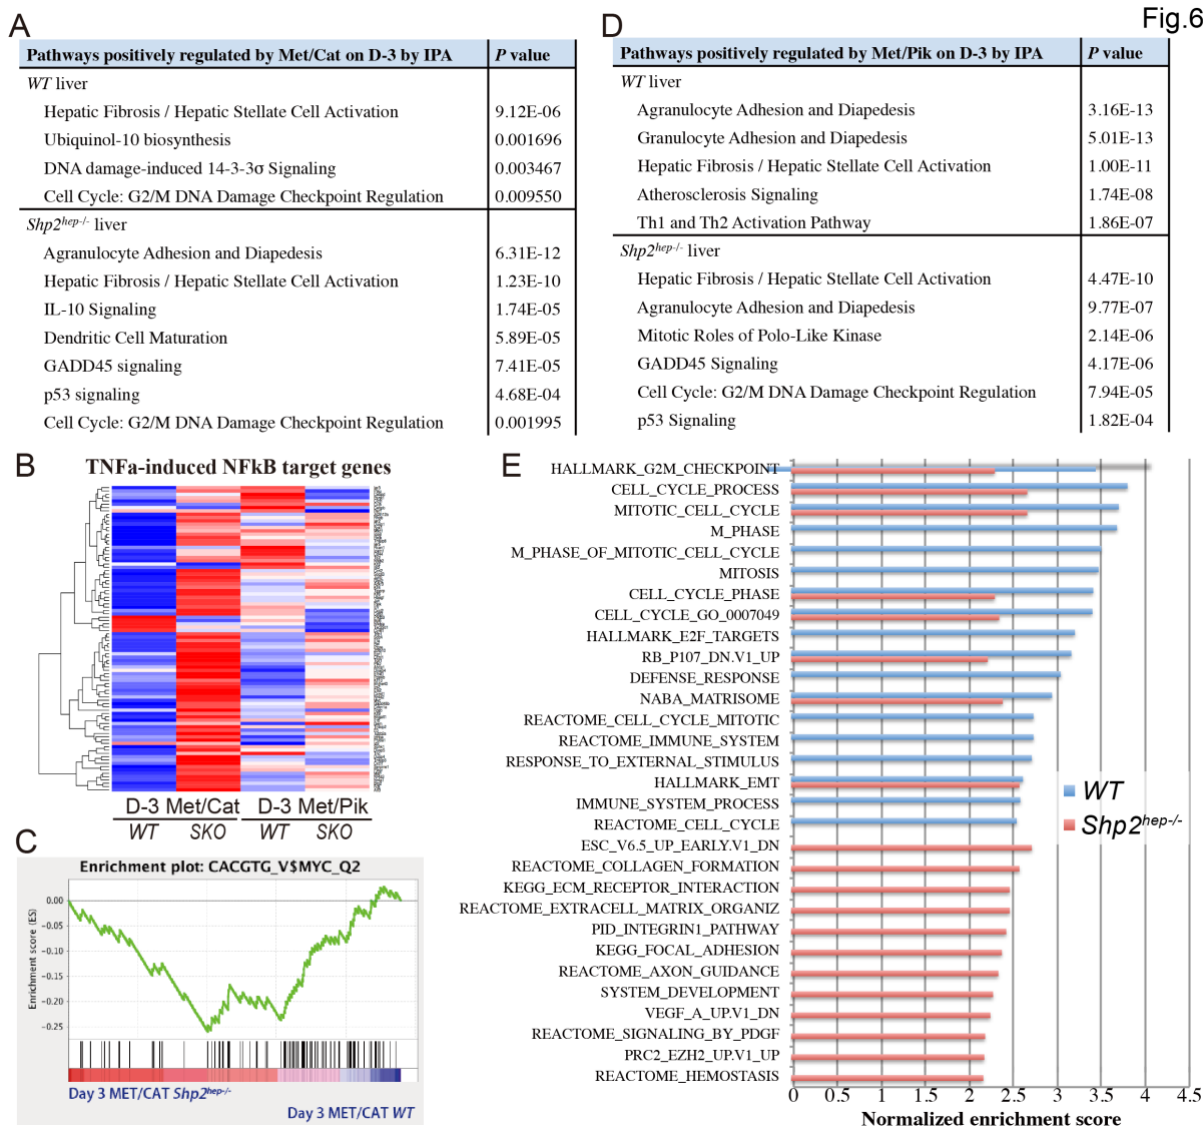 Fig.6
A
Pathways positively regulated by Met/Cat on D-3 by IPA P value
WT liver
Hepatic Fibrosis / Hepatic Stellate Cell Activation 9.12E-06
Ubiquinol-10 biosynthesis 0.001696
DNA damage-induced 14-3-3σ Signaling 0.003467
Cell Cycle: G2/M DNA Damage Checkpoint Regulation 0.009550
Shp2hep-/- liver
Agranulocyte Adhesion and Diapedesis 6.31E-12
Hepatic Fibrosis / Hepatic Stellate Cell Activation 1.23E-10
IL-10 Signaling 1.74E-05
Dendritic Cell Maturation 5.89E-05
GADD45 signaling 7.41E-05
p53 signaling 4.68E-04
Cell Cycle: G2/M DNA Damage Checkpoint Regulation 0.001995
D
Pathways positively regulated by Met/Pik on D-3 by IPA P value
WT liver
Agranulocyte Adhesion and Diapedesis 3.16E-13
Granulocyte Adhesion and Diapedesis 5.01E-13
Hepatic Fibrosis / Hepatic Stellate Cell Activation 1.00E-11
Atherosclerosis Signaling 1.74E-08
Th1 and Th2 Activation Pathway 1.86E-07
Shp2hep-/- liver
Hepatic Fibrosis / Hepatic Stellate Cell Activation 4.47E-10
Agranulocyte Adhesion and Diapedesis 9.77E-07
Mitotic Roles of Polo-Like Kinase 2.14E-06
GADD45 Signaling 4.17E-06
Cell Cycle: G2/M DNA Damage Checkpoint Regulation 7.94E-05
p53 Signaling 1.82E-04
B
TNFa-induced NFkB target genes
D-3 Met/Cat D-3 Met/Pik
WT SKO WT SKO
C
Enrichment plot: CACGTG_V$MYC_Q2
Enrichment score (ES)
0.00
-0.05
-0.10
-0.15
-0.20
-0.25
Day 3 MET/CAT Shp2hep-/-
Day 3 MET/CAT WT
E
HALLMARK_G2M_CHECKPOINT
CELL_CYCLE_PROCESS
MITOTIC_CELL_CYCLE
M_PHASE
M_PHASE_OF_MITOTIC_CELL_CYCLE
MITOSIS
CELL_CYCLE_PHASE
CELL_CYCLE_GO_0007049
HALLMARK_E2F_TARGETS
RB_P107_DN.V1_UP
DEFENSE_RESPONSE
NABA_MATRISOME
REACTOME_CELL_CYCLE_MITOTIC
REACTOME_IMMUNE_SYSTEM
RESPONSE_TO_EXTERNAL_STIMULUS
HALLMARK_EMT
IMMUNE_SYSTEM_PROCESS
REACTOME_CELL_CYCLE
ESC_V6.5_UP_EARLY.V1_DN
REACTOME_COLLAGEN_FORMATION
KEGG_ECM_RECEPTOR_INTERACTION
REACTOME_EXTRACELL_MATRIX_ORGANIZ
PID_INTEGRIN1_PATHWAY
KEGG_FOCAL_ADHESION
REACTOME_AXON_GUIDANCE
SYSTEM_DEVELOPMENT
VEGF_A_UP.V1_DN
REACTOME_SIGNALING_BY_PDGF
PRC2_EZH2_UP.V1_UP
REACTOME_HEMOSTASIS
WT
Shp2hep-/-
0 0.5 1 1.5 2 2.5 3 3.5 4 4.5
Normalized enrichment score